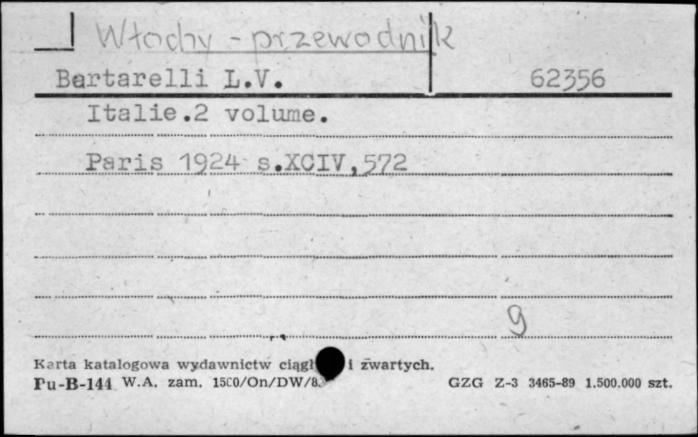 Włochy - przewodnik
Bartarelli L.V. 62356
Italie.2 volume.
Paris 1924 s.XCIV,572
9
Karta katalogowa wydawnictw i zwartych.
Pu-B-144 W.A. zam. 1500/On/DW/8 GZG Z-3 3465-89 1.500.000 szt.